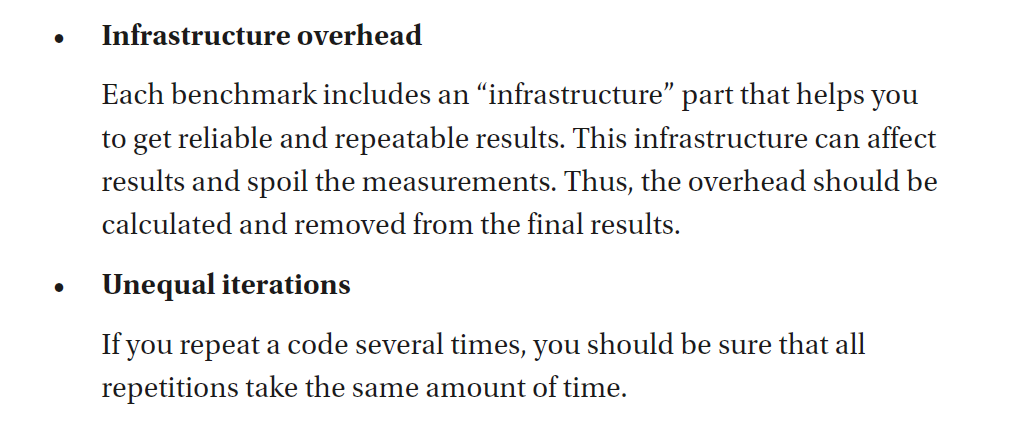 • Infrastructure overhead
Each benchmark includes an “infrastructure” part that helps you
to get reliable and repeatable results. This infrastructure can affect
results and spoil the measurements. Thus, the overhead should be
calculated and removed from the final results.
• Unequal iterations
If you repeat a code several times, you should be sure that all
repetitions take the same amount of time.